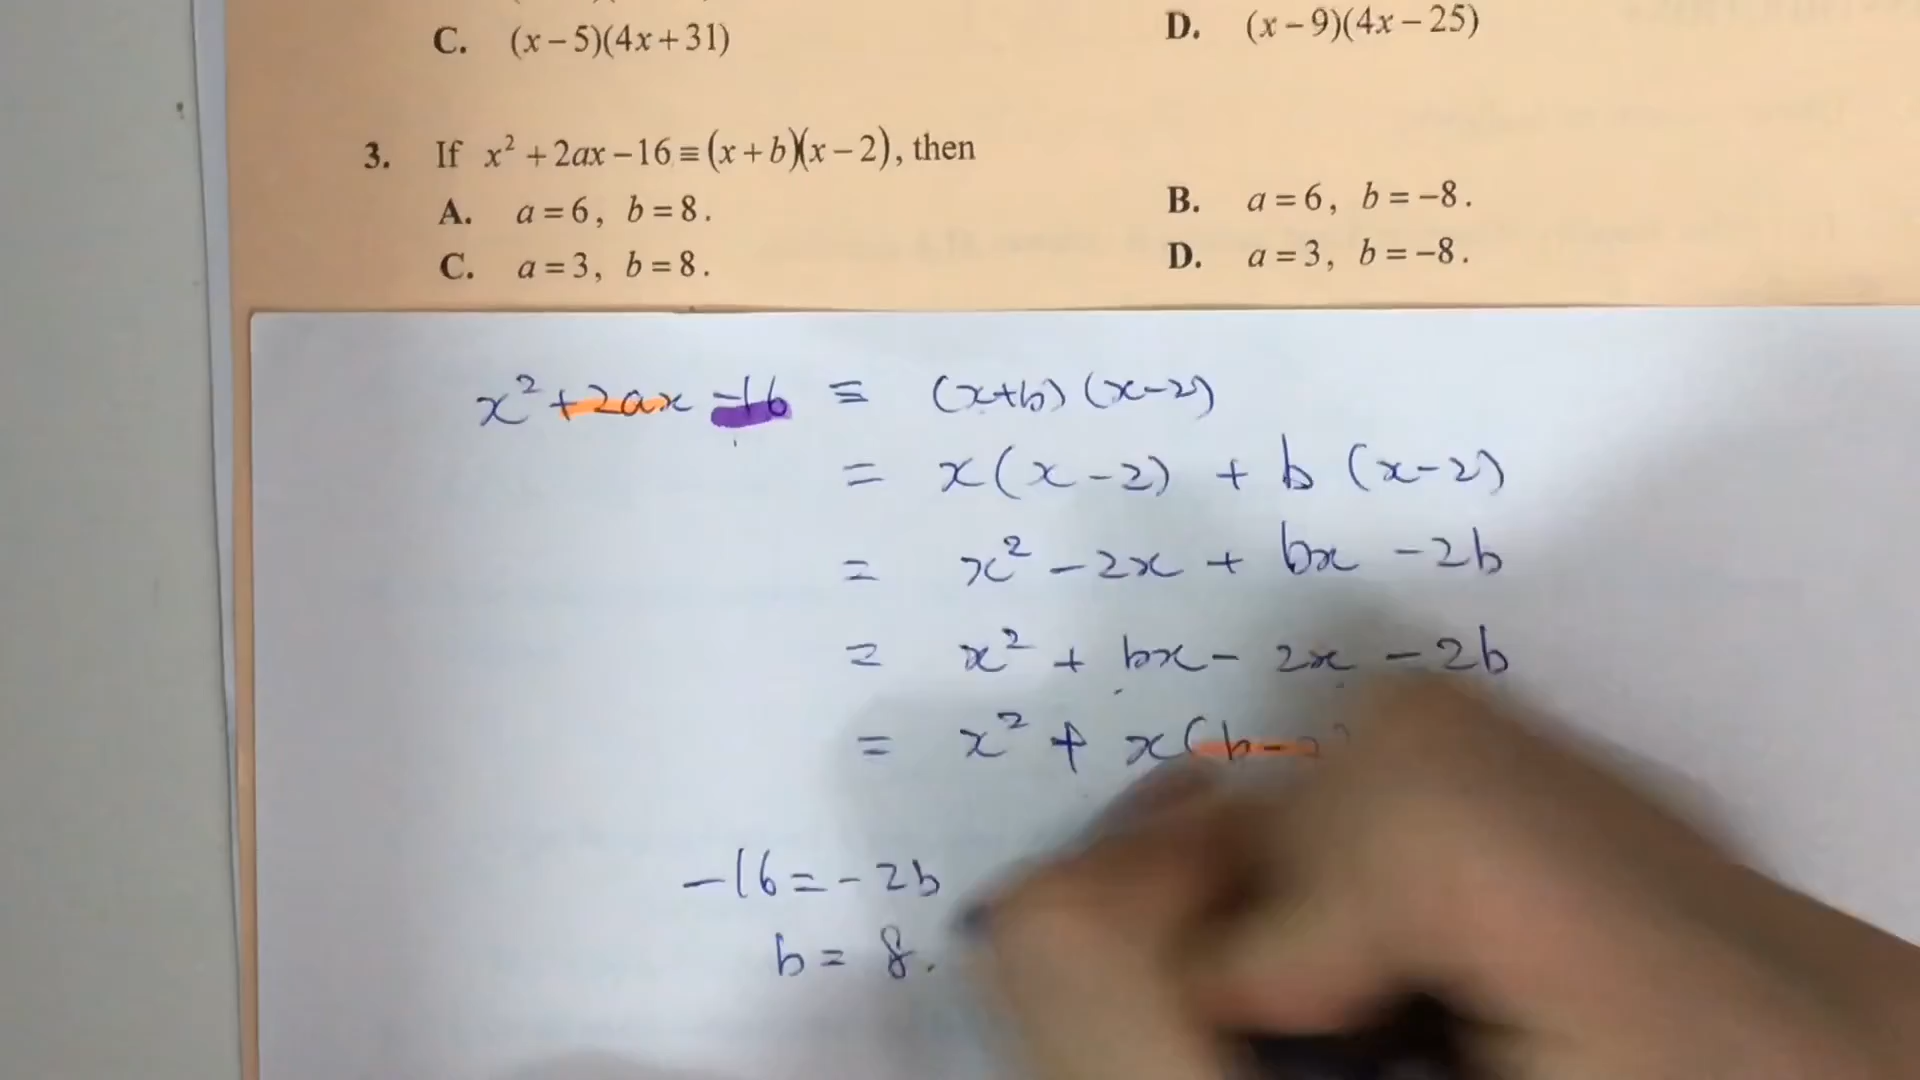 C. (x−5)(4x+31) D. (x−9)(4x−25)
3. If x² + 2ax − 16 ≡ (x+b)(x−2), then
A. a = 6, b = 8. B. a = 6, b = −8.
C. a = 3, b = 8. D. a = 3, b = −8.
x² + 2ax − 16 ≡ (x+b)(x−2)
= x(x−2) + b(x−2)
= x² − 2x + bx − 2b
= x² + bx − 2x − 2b
= x² + x(b −
−16 = −2b
b = 8.